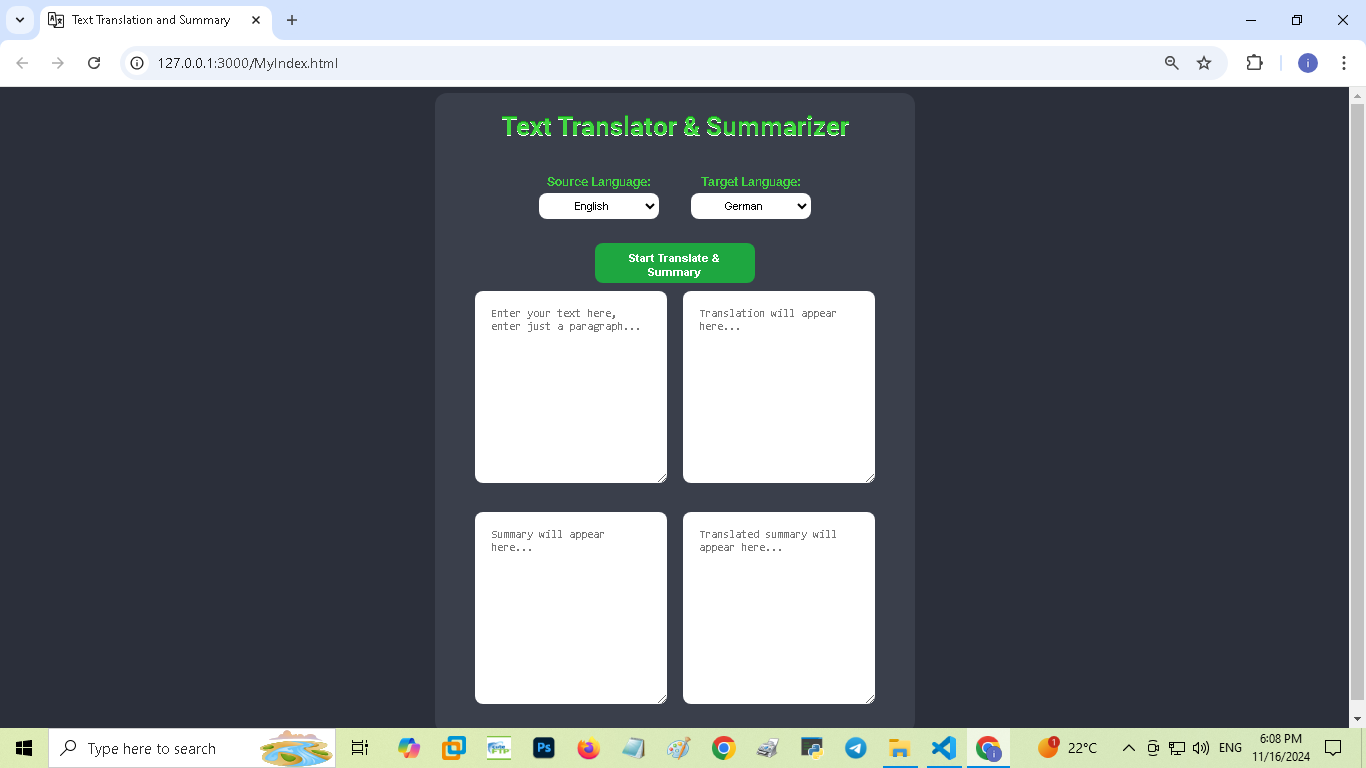 Text Translation and Summary
127.0.0.1:3000/MyIndex.html
i
Text Translator & Summarizer
Source Language:
Target Language:
English
German
Start Translate &
Summary
Enter your text here,
enter just a paragraph...
Translation will appear
here...
Summary will appear
here...
Translated summary will
appear here...
Type here to search
Ps
i
1
22°C
ENG
6:08 PM
11/16/2024